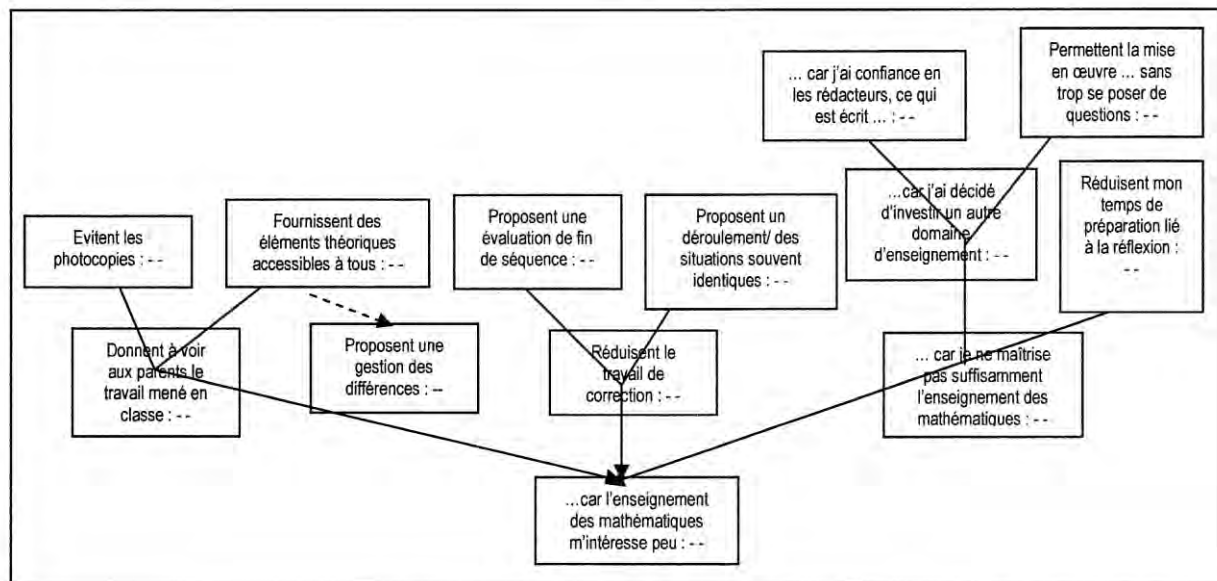 … car j'ai confiance en
les rédacteurs, ce qui
est écrit … : - -
Permettent la mise
en œuvre … sans
trop se poser de
questions : - -
Evitent les
photocopies : - -
Fournissent des
éléments théoriques
accessibles à tous : - -
Proposent une
évaluation de fin
de séquence : - -
Proposent un
déroulement/ des
situations souvent
identiques : - -
…car j'ai décidé
d'investir un autre
domaine
d'enseignement : - -
Réduisent mon
temps de
préparation lié
à la réflexion :
- -
Donnent à voir
aux parents le
travail mené en
classe : - -
Proposent une
gestion des
différences : --
Réduisent le
travail de
correction : - -
… car je ne maîtrise
pas suffisamment
l'enseignement des
mathématiques : - -
…car l'enseignement
des mathématiques
m'intéresse peu : - -